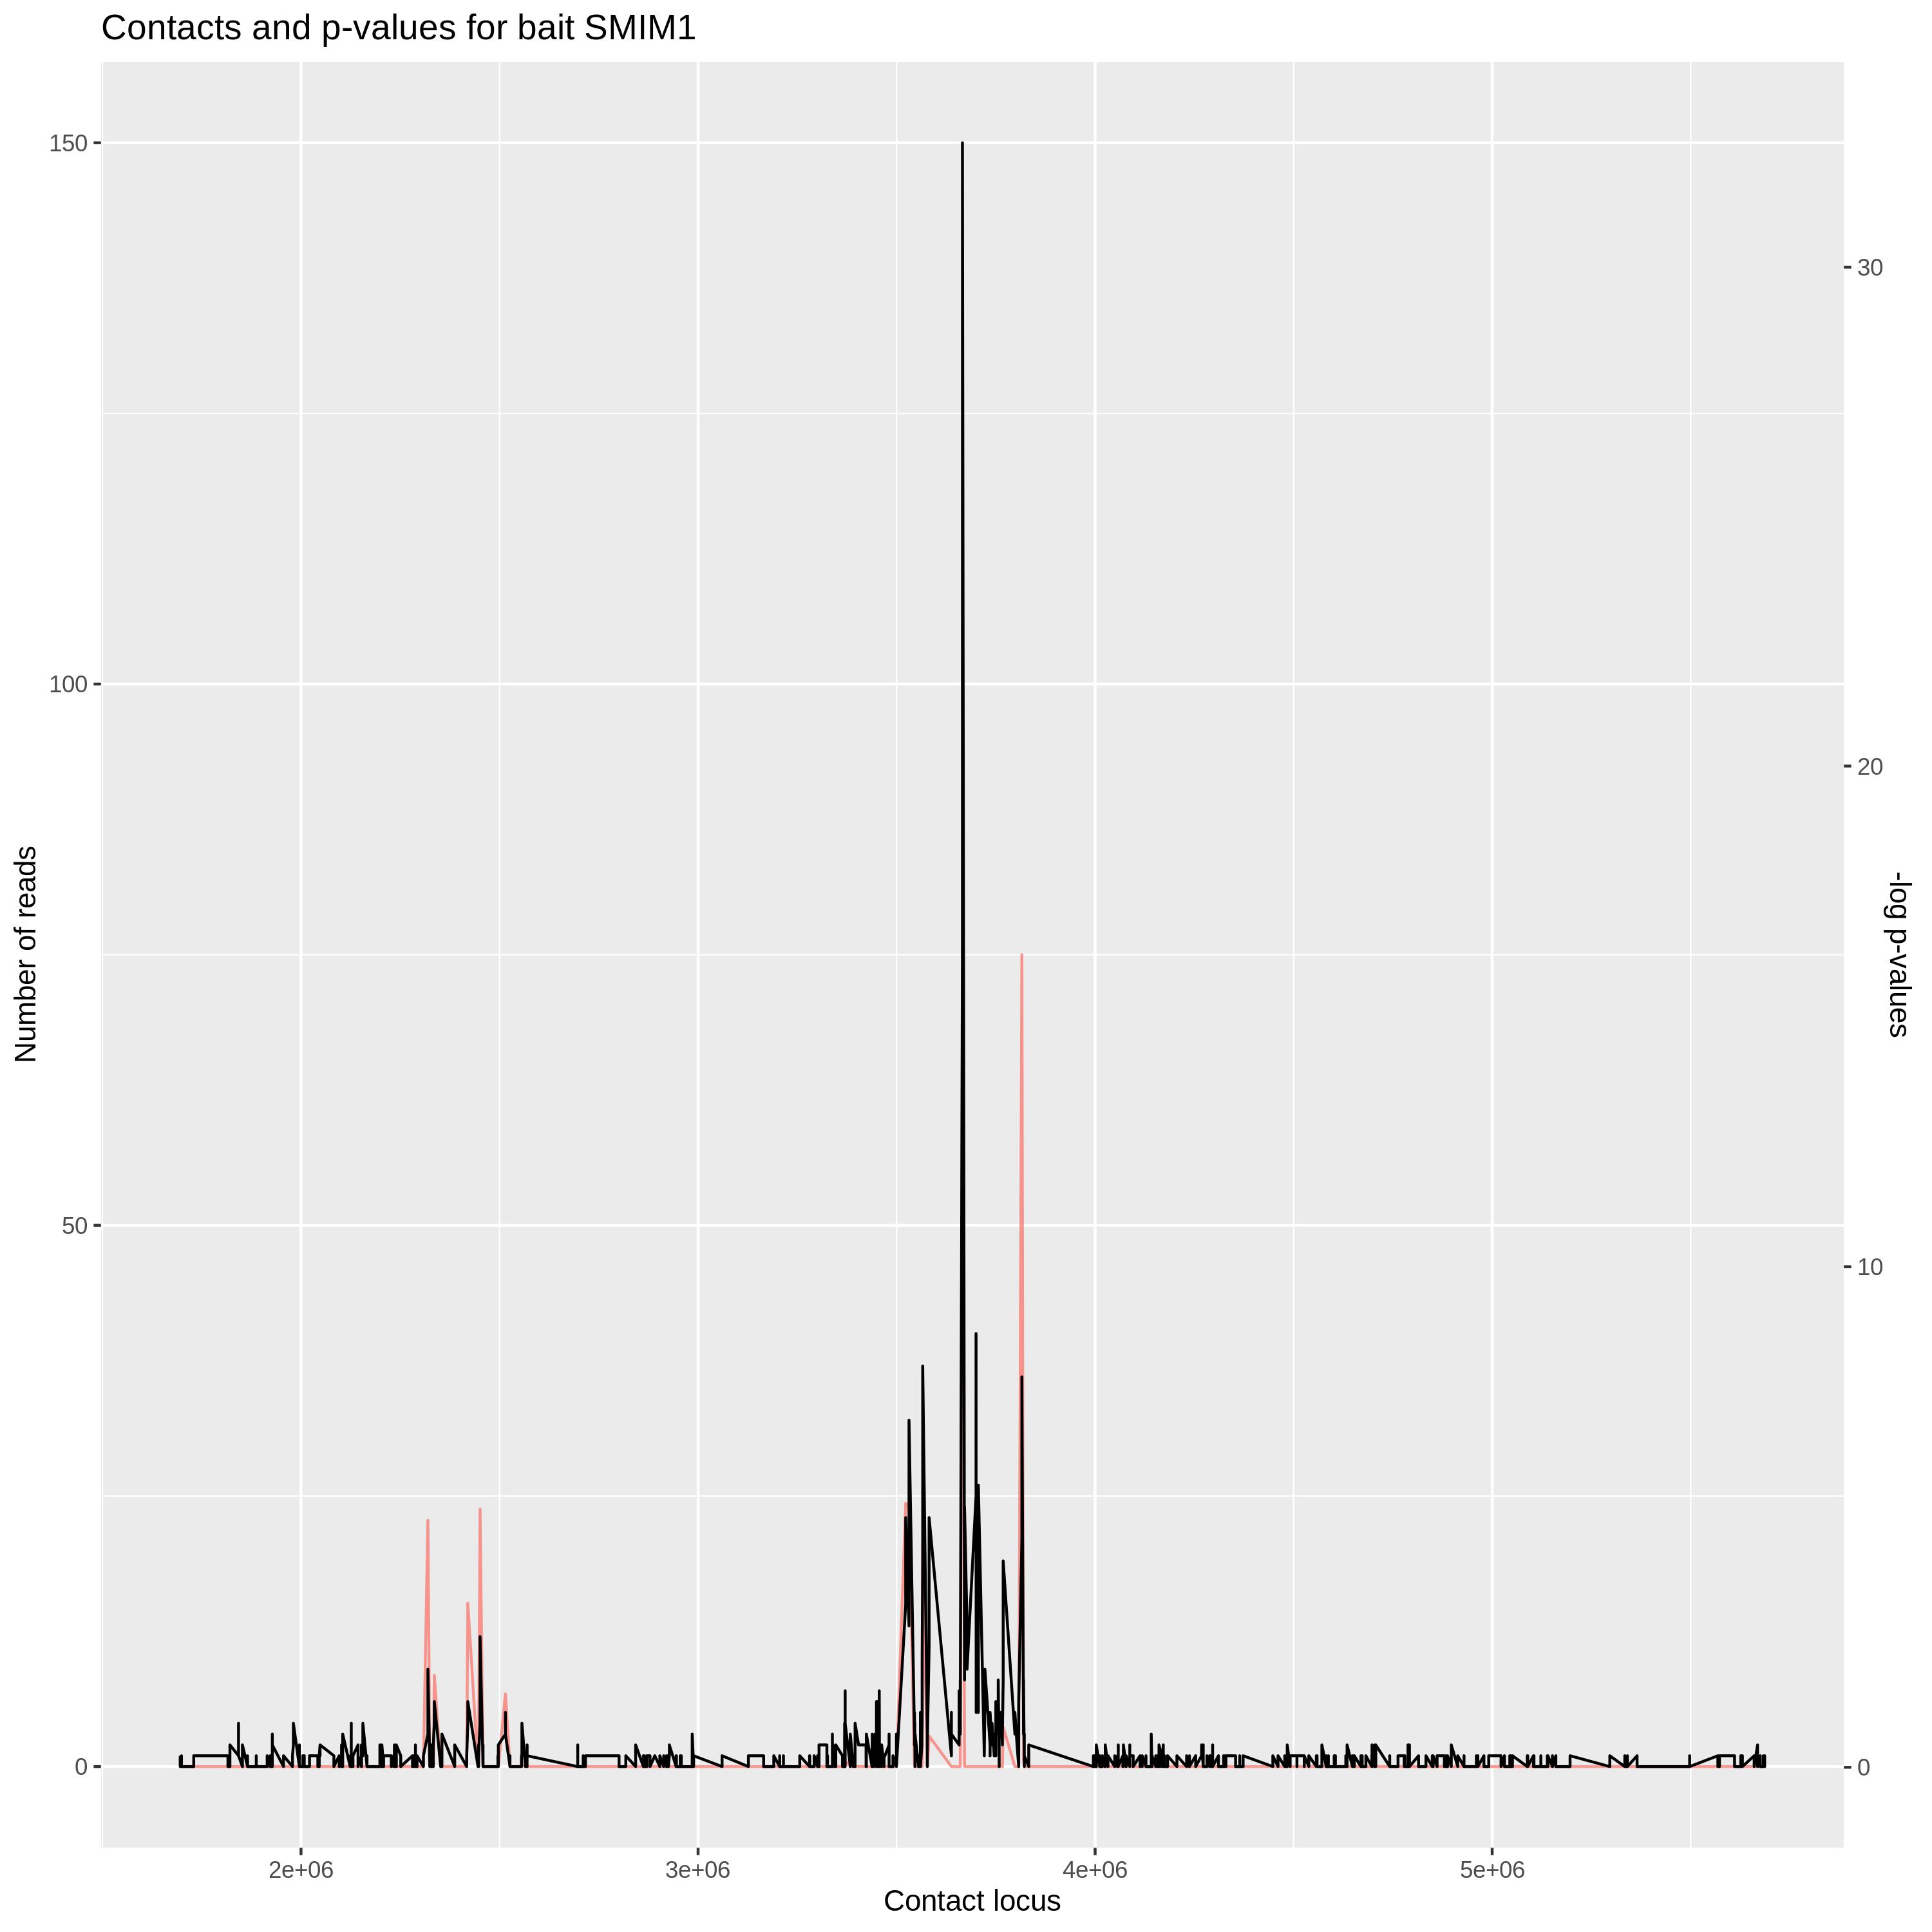 Contacts and p-values for bait SMIM1
150
100
50
0
Number of reads
30
20
10
0
-log p-values
2e+06
3e+06
4e+06
5e+06
Contact locus